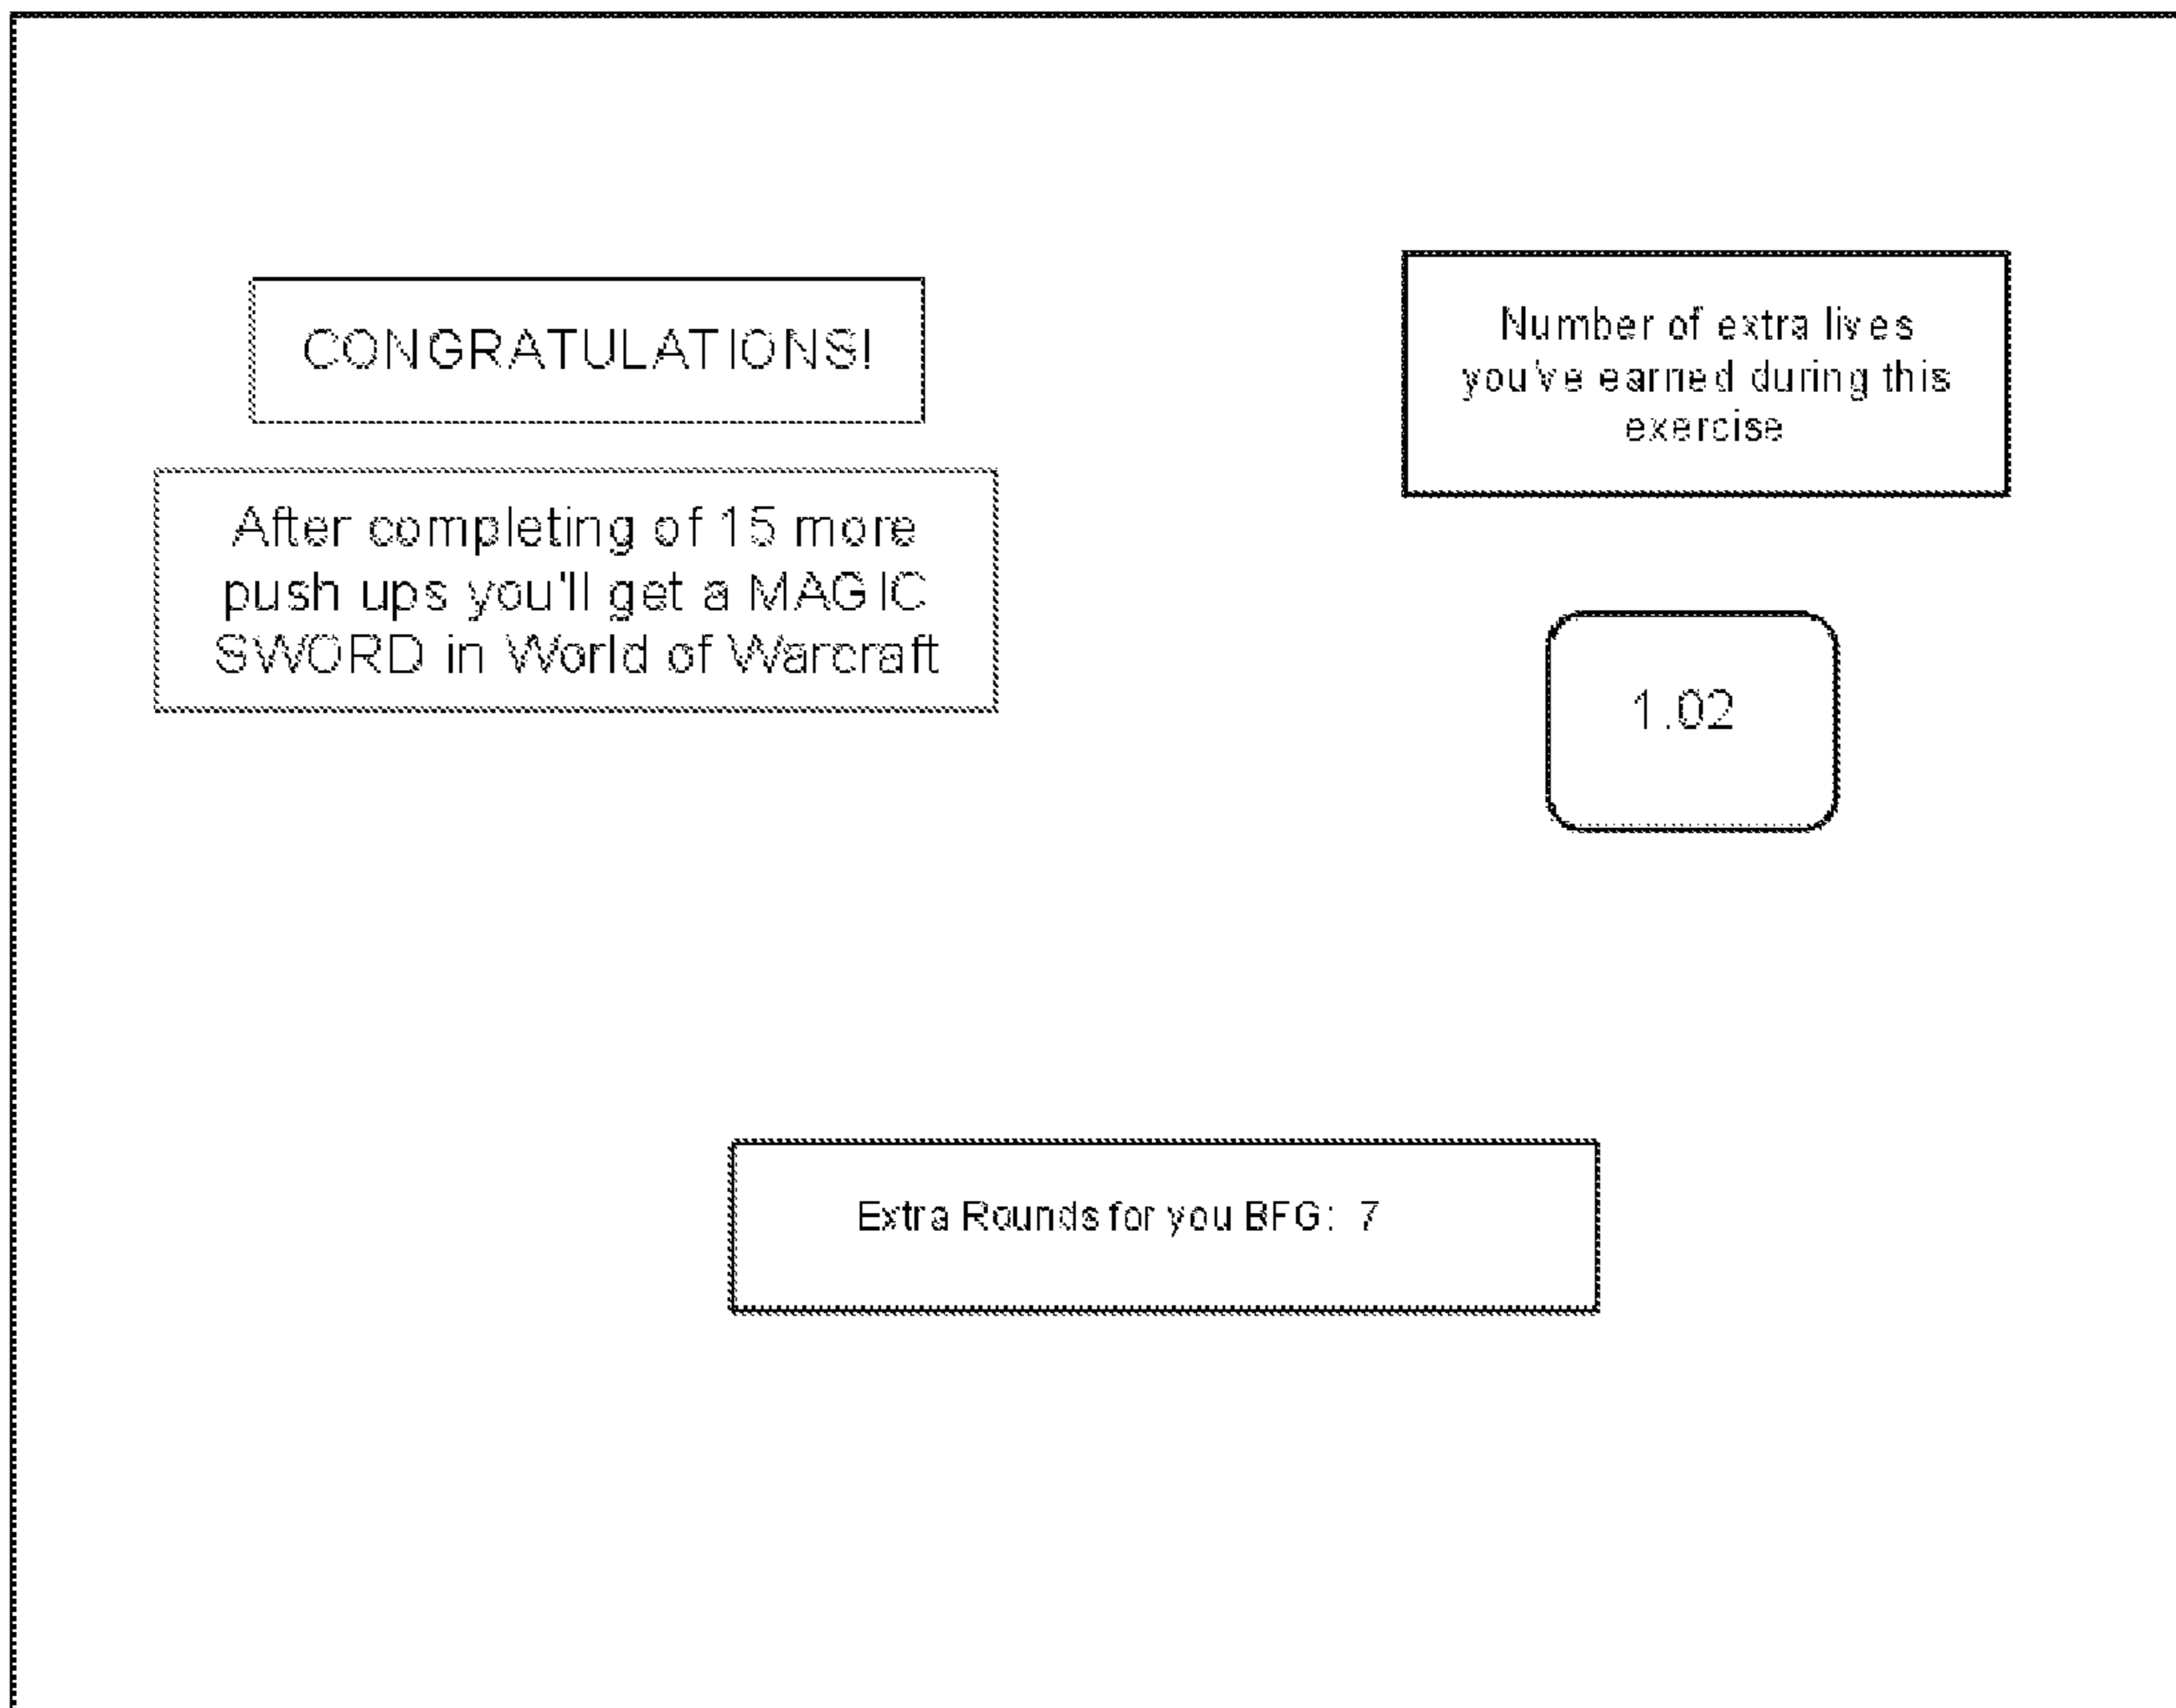 CONGRATULATIONS!
After completing of 15 more
push ups you'll get a MAGIC
SWORD in World of Warcraft
Number of extra lives
you've earned during this
exercise
1.02
Extra Rounds for you BFG: 7